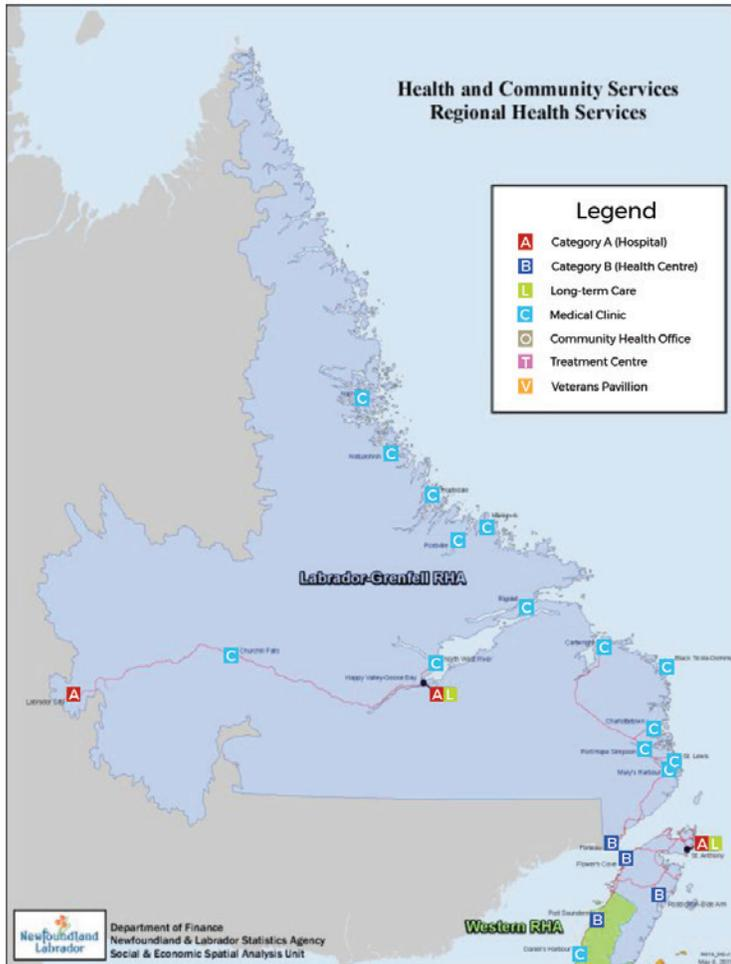 Health and Community Services
Regional Health Services
Legend
A Category A (Hospital)
B Category B (Health Centre)
L Long-term Care
C Medical Clinic
O Community Health Office
T Treatment Centre
V Veterans Pavillion
C
Natuashish C
C
C
Postville C
Labrador-Grenfell RHA
Rigolet
C
Cartwright C
C Churchill Falls
C North West River
Black Tickle-Domino
C
Happy Valley-Goose Bay
Labrador City A
A L
Charlottetown C
Port Hope Simpson C
C St. Lewis
Mary's Harbour C
B
Flower's Cove B
A L
St. Anthony
B
Roddickton-Bide Arm
Port Saunders B
Western RHA
Daniel's Harbour C
Newfoundland
Labrador
Department of Finance
Newfoundland & Labrador Statistics Agency
Social & Economic Spatial Analysis Unit